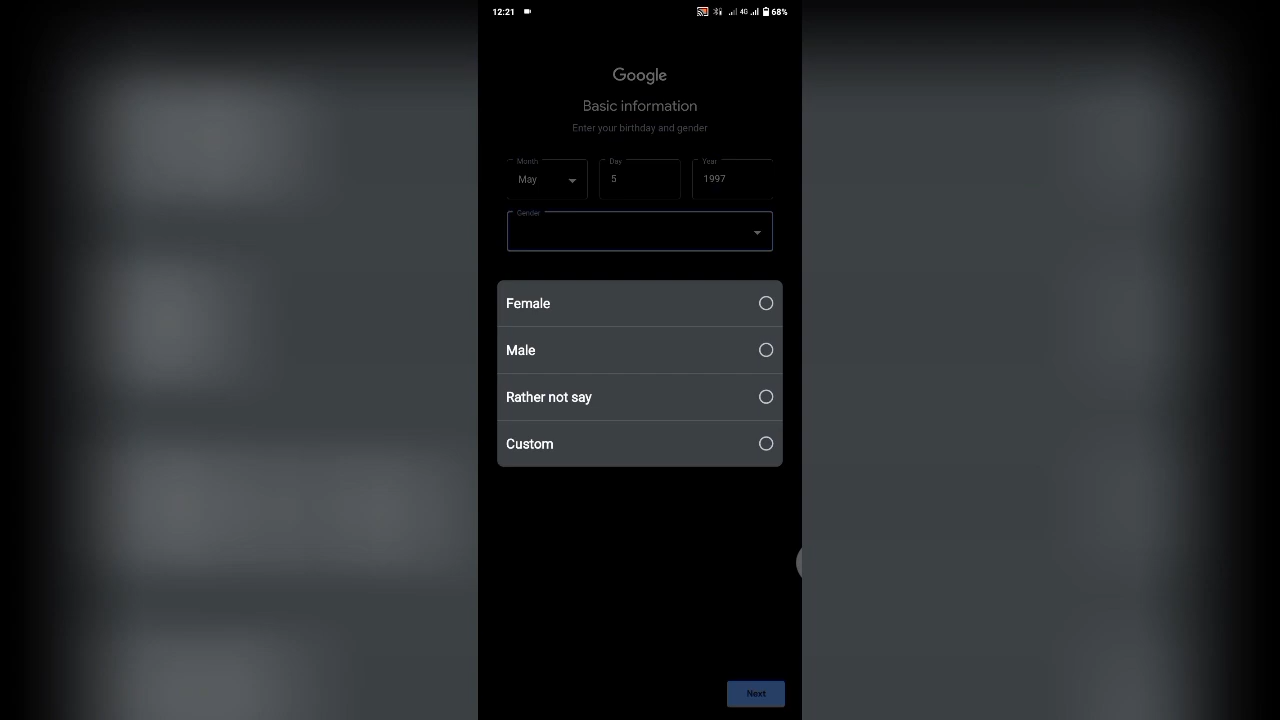 12:21 4G 68%
Google
Basic information
Enter your birthday and gender
Month Day Year
May 5 1997
Gender
Female
Male
Rather not say
Custom
Next